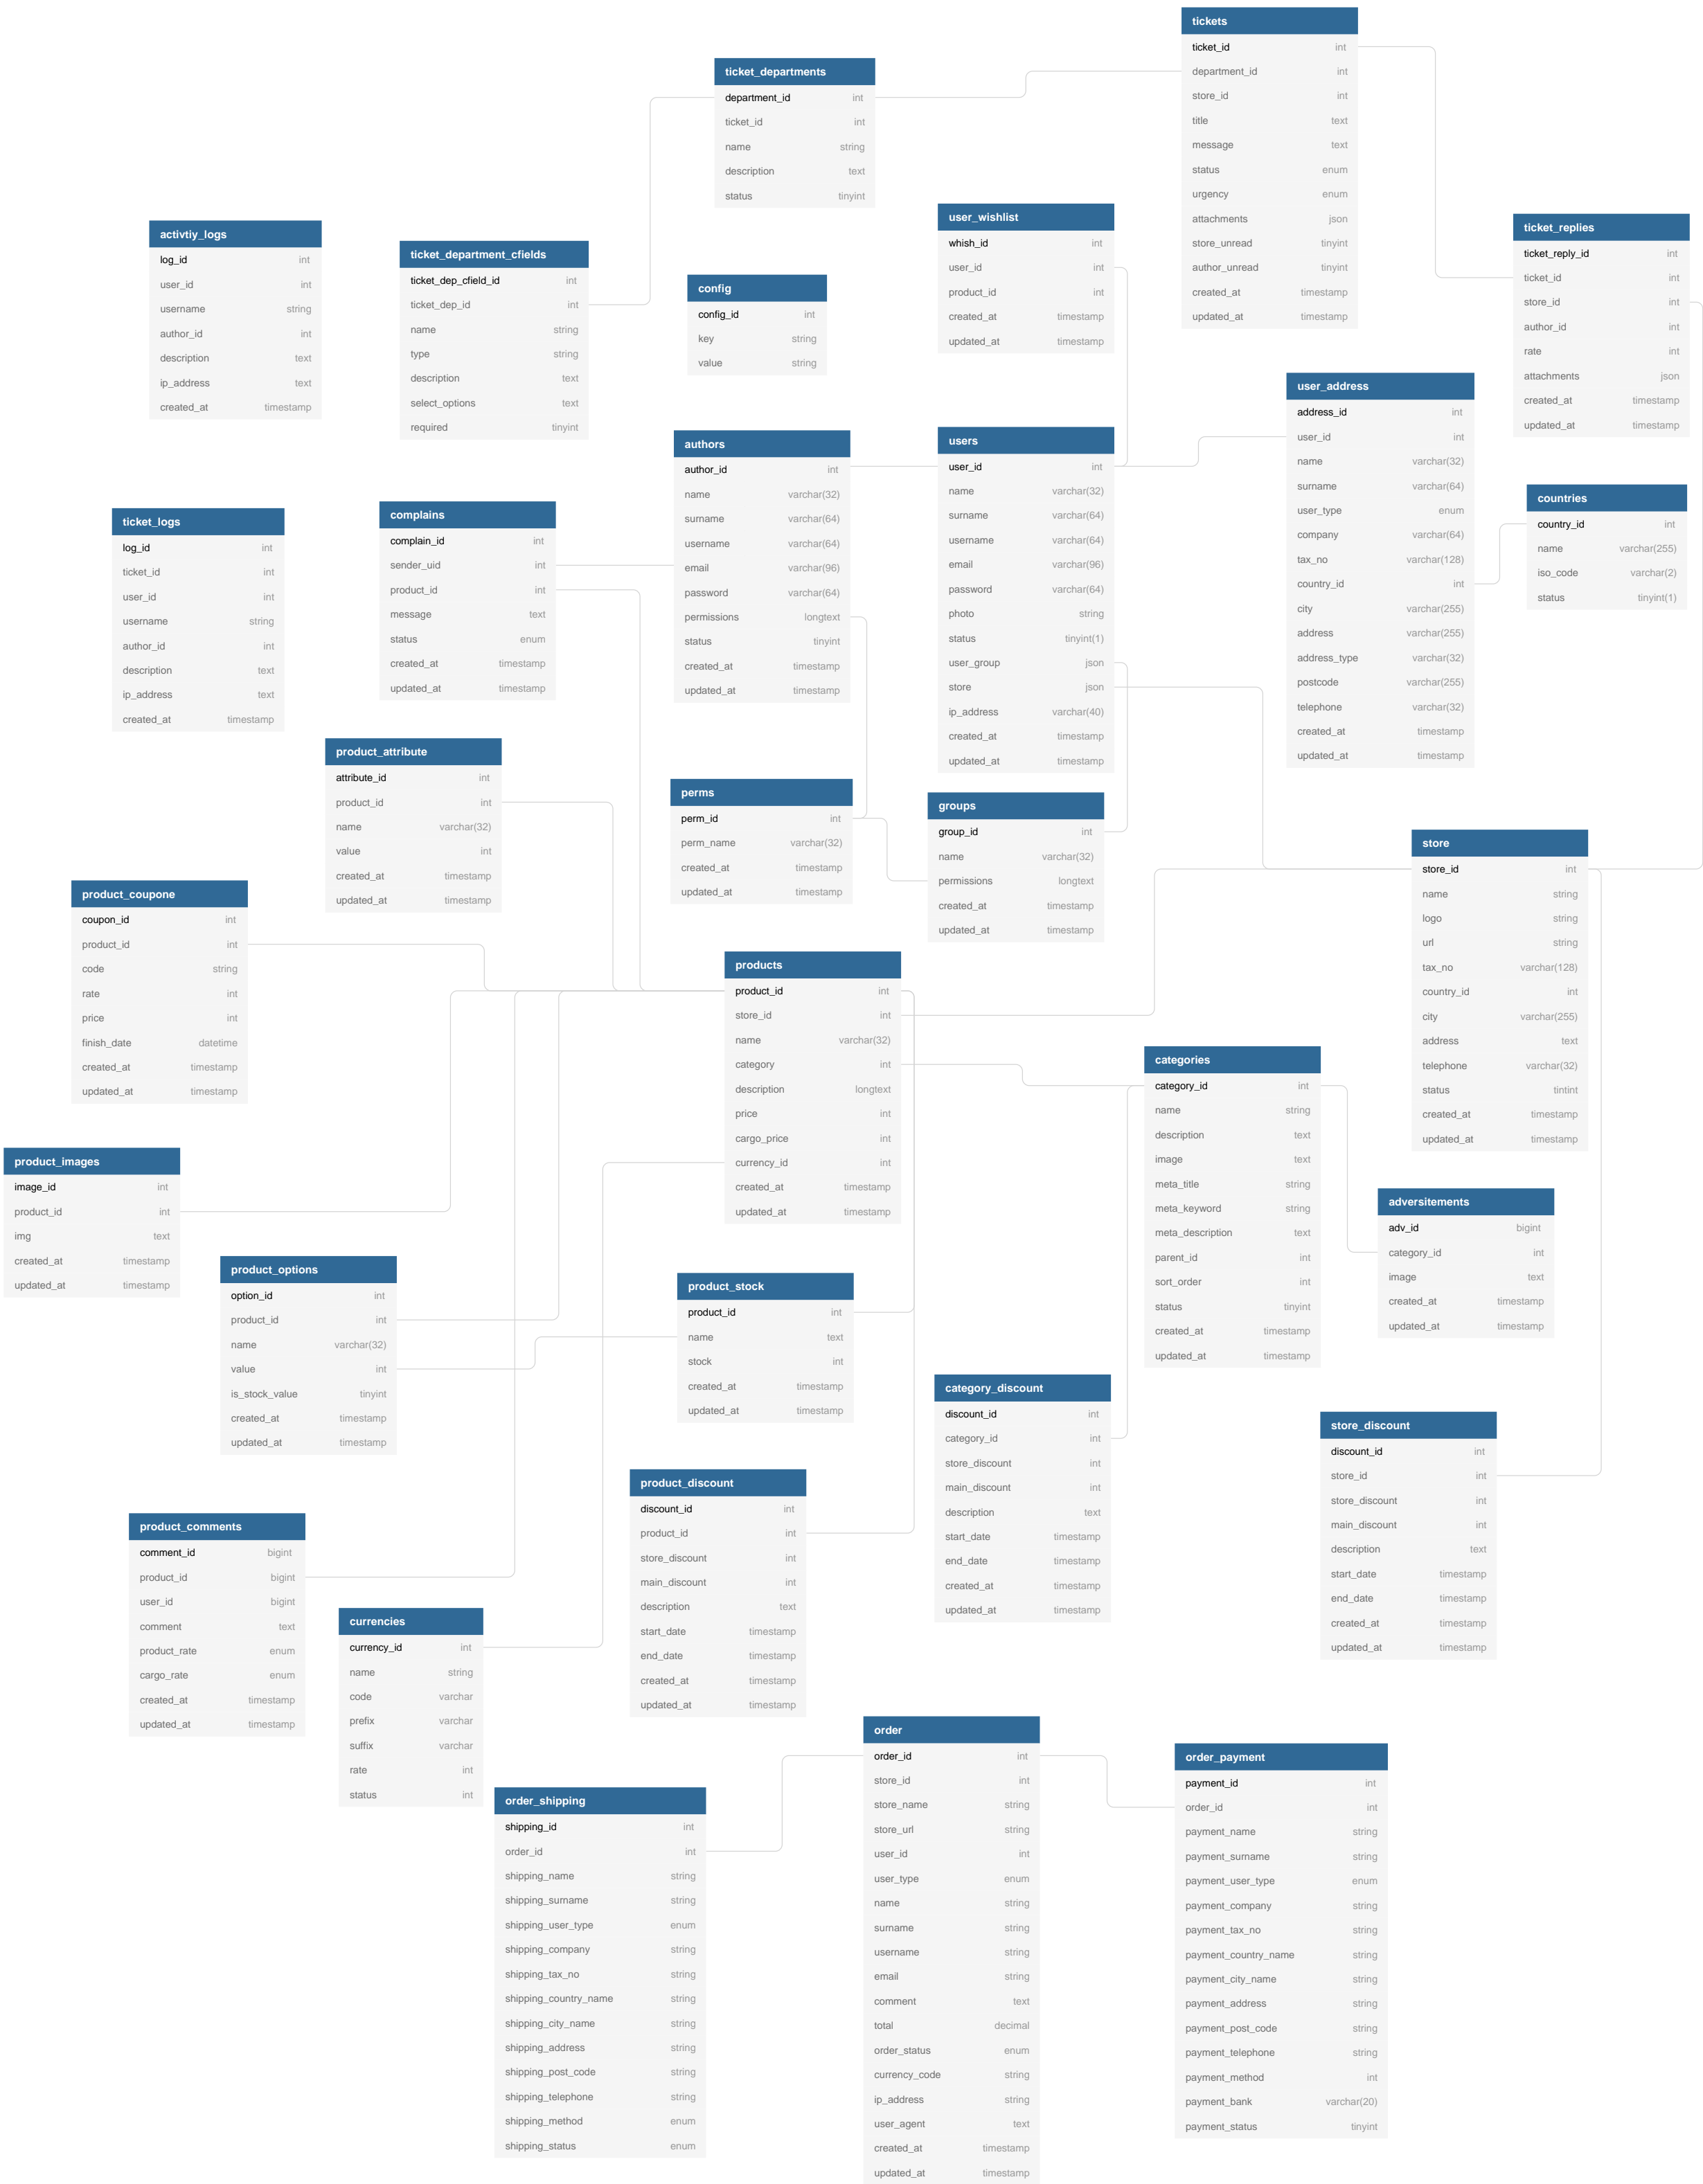 tickets
ticket_id int
department_id int
store_id int
title text
message text
status enum
urgency enum
attachments json
store_unread tinyint
author_unread tinyint
created_at timestamp
updated_at timestamp
ticket_departments
department_id int
ticket_id int
name string
description text
status tinyint
user_wishlist
whish_id int
user_id int
product_id int
created_at timestamp
updated_at timestamp
ticket_replies
ticket_reply_id int
ticket_id int
store_id int
author_id int
rate int
attachments json
created_at timestamp
updated_at timestamp
activtiy_logs
log_id int
user_id int
username string
author_id int
description text
ip_address text
created_at timestamp
ticket_department_cfields
ticket_dep_cfield_id int
ticket_dep_id int
name string
type string
description text
select_options text
required tinyint
config
config_id int
key string
value string
user_address
address_id int
user_id int
name varchar(32)
surname varchar(64)
user_type enum
company varchar(64)
tax_no varchar(128)
country_id int
city varchar(255)
address varchar(255)
address_type varchar(32)
postcode varchar(255)
telephone varchar(32)
created_at timestamp
updated_at timestamp
authors
author_id int
name varchar(32)
surname varchar(64)
username varchar(64)
email varchar(96)
password varchar(64)
permissions longtext
status tinyint
created_at timestamp
updated_at timestamp
users
user_id int
name varchar(32)
surname varchar(64)
username varchar(64)
email varchar(96)
password varchar(64)
photo string
status tinyint(1)
user_group json
store json
ip_address varchar(40)
created_at timestamp
updated_at timestamp
countries
country_id int
name varchar(255)
iso_code varchar(2)
status tinyint(1)
complains
complain_id int
sender_uid int
product_id int
message text
status enum
created_at timestamp
updated_at timestamp
ticket_logs
log_id int
ticket_id int
user_id int
username string
author_id int
description text
ip_address text
created_at timestamp
product_attribute
attribute_id int
product_id int
name varchar(32)
value int
created_at timestamp
updated_at timestamp
perms
perm_id int
perm_name varchar(32)
created_at timestamp
updated_at timestamp
groups
group_id int
name varchar(32)
permissions longtext
created_at timestamp
updated_at timestamp
store
store_id int
name string
logo string
url string
tax_no varchar(128)
country_id int
city varchar(255)
address text
telephone varchar(32)
status tintint
created_at timestamp
updated_at timestamp
product_coupone
coupon_id int
product_id int
code string
rate int
price int
finish_date datetime
created_at timestamp
updated_at timestamp
products
product_id int
store_id int
name varchar(32)
category int
description longtext
price int
cargo_price int
currency_id int
created_at timestamp
updated_at timestamp
categories
category_id int
name string
description text
image text
meta_title string
meta_keyword string
meta_description text
parent_id int
sort_order int
status tinyint
created_at timestamp
updated_at timestamp
product_images
image_id int
product_id int
img text
created_at timestamp
updated_at timestamp
adversitements
adv_id bigint
category_id int
image text
created_at timestamp
updated_at timestamp
product_options
option_id int
product_id int
name varchar(32)
value int
is_stock_value tinyint
created_at timestamp
updated_at timestamp
product_stock
product_id int
name text
stock int
created_at timestamp
updated_at timestamp
category_discount
discount_id int
category_id int
store_discount int
main_discount int
description text
start_date timestamp
end_date timestamp
created_at timestamp
updated_at timestamp
store_discount
discount_id int
store_id int
store_discount int
main_discount int
description text
start_date timestamp
end_date timestamp
created_at timestamp
updated_at timestamp
product_discount
discount_id int
product_id int
store_discount int
main_discount int
description text
start_date timestamp
end_date timestamp
created_at timestamp
updated_at timestamp
product_comments
comment_id bigint
product_id bigint
user_id bigint
comment text
product_rate enum
cargo_rate enum
created_at timestamp
updated_at timestamp
currencies
currency_id int
name string
code varchar
prefix varchar
suffix varchar
rate int
status int
order
order_id int
store_id int
store_name string
store_url string
user_id int
user_type enum
name string
surname string
username string
email string
comment text
total decimal
order_status enum
currency_code string
ip_address string
user_agent text
created_at timestamp
updated_at timestamp
order_payment
payment_id int
order_id int
payment_name string
payment_surname string
payment_user_type enum
payment_company string
payment_tax_no string
payment_country_name string
payment_city_name string
payment_address string
payment_post_code string
payment_telephone string
payment_method int
payment_bank varchar(20)
payment_status tinyint
order_shipping
shipping_id int
order_id int
shipping_name string
shipping_surname string
shipping_user_type enum
shipping_company string
shipping_tax_no string
shipping_country_name string
shipping_city_name string
shipping_address string
shipping_post_code string
shipping_telephone string
shipping_method enum
shipping_status enum